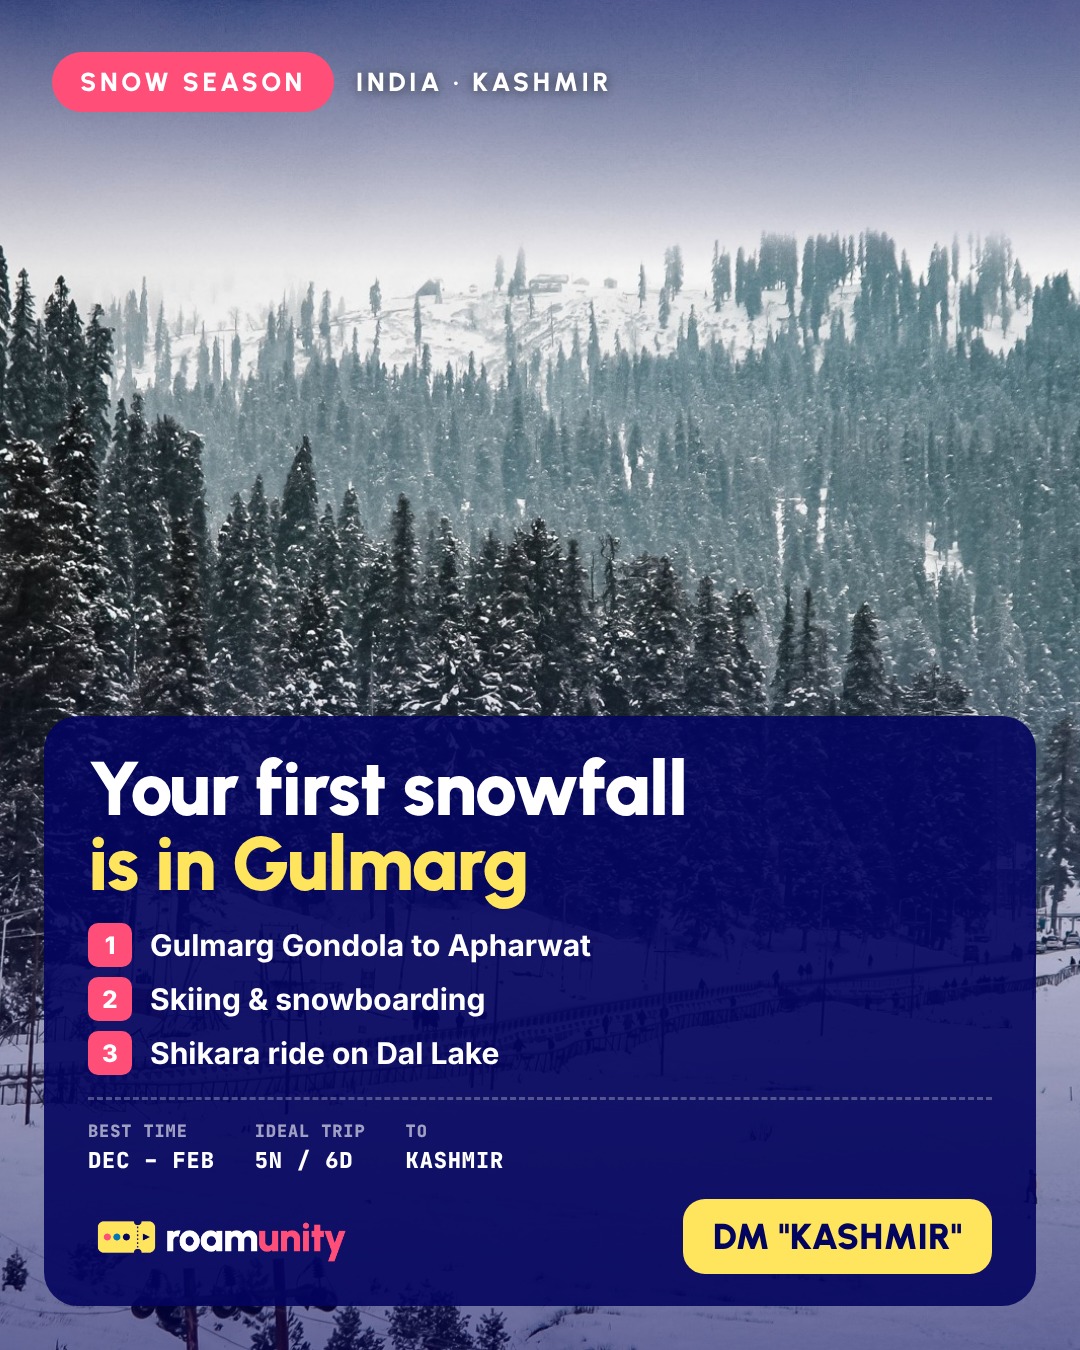 SNOW SEASON
INDIA · KASHMIR
Your first snowfall
is in Gulmarg
1 Gulmarg Gondola to Apharwat
2 Skiing & snowboarding
3 Shikara ride on Dal Lake
BEST TIME
DEC – FEB
IDEAL TRIP
5N / 6D
TO
KASHMIR
roamunity
DM "KASHMIR"